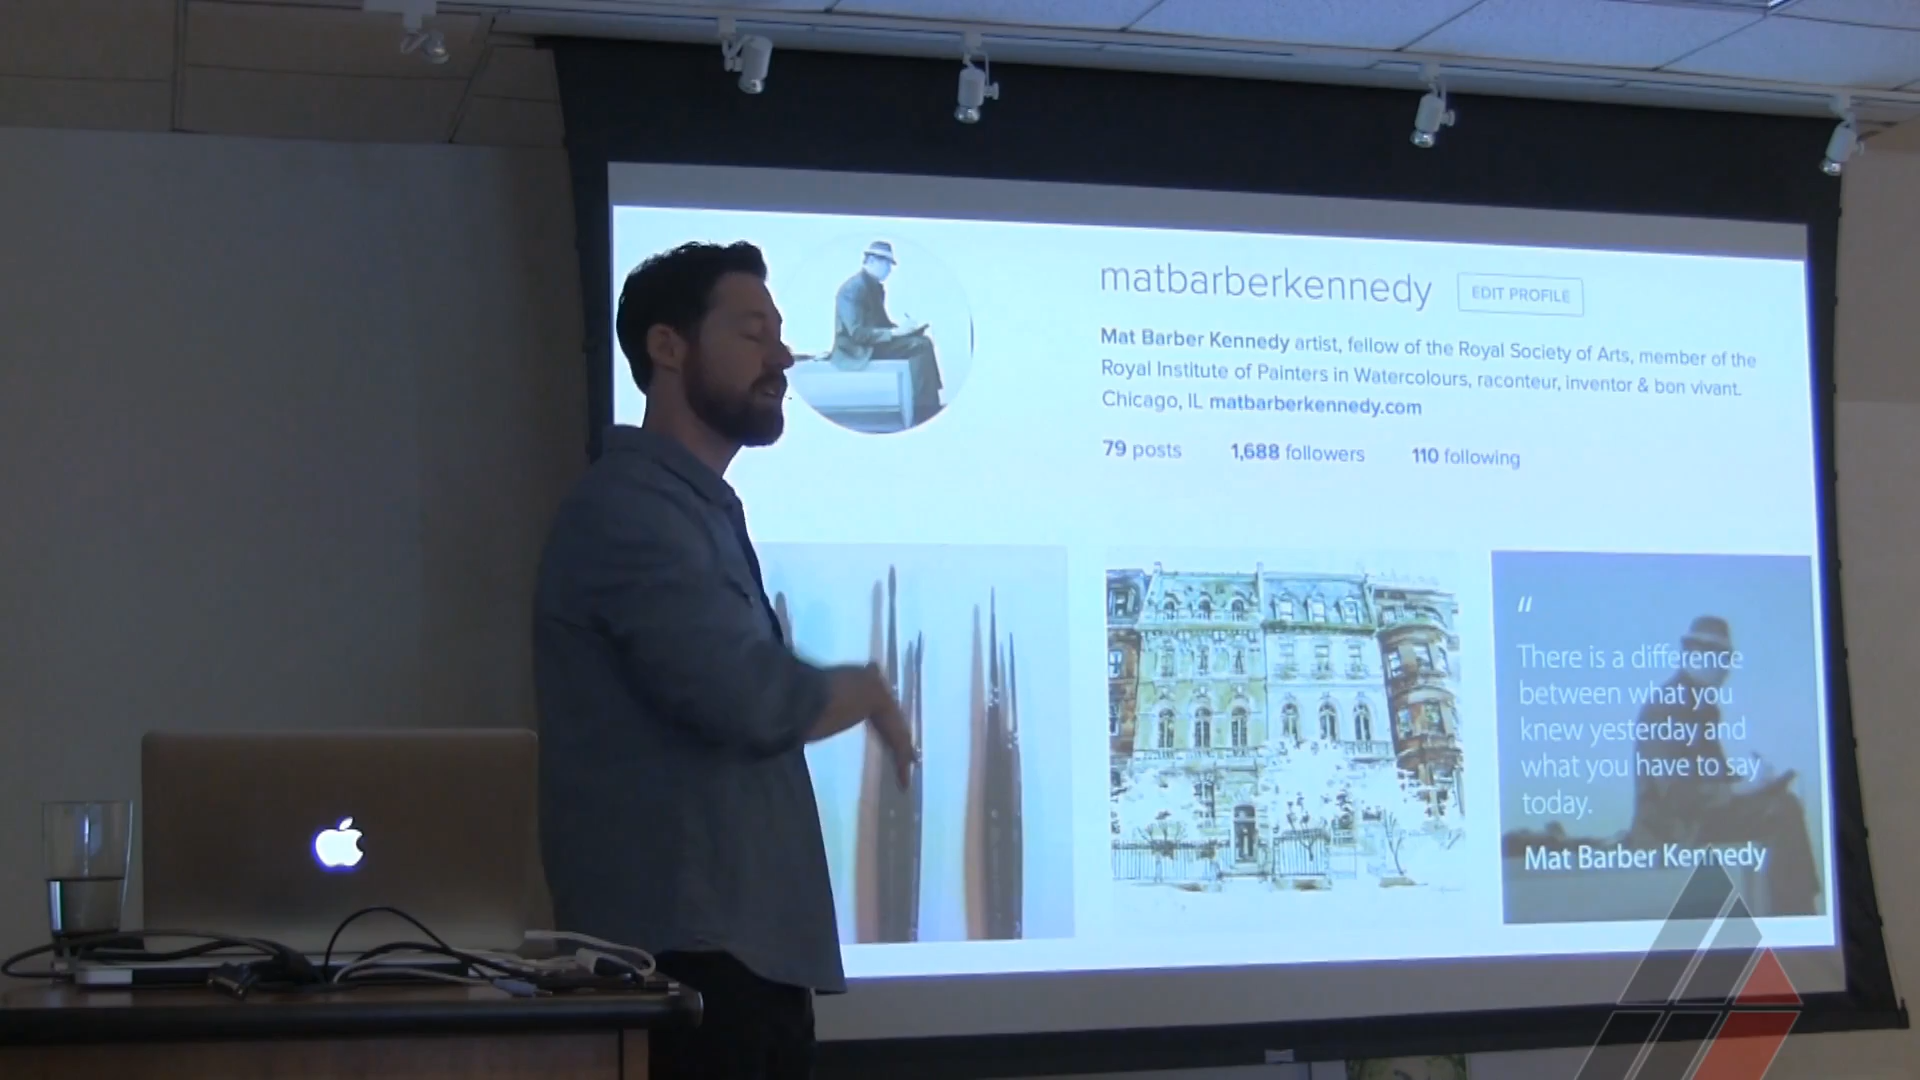 matbarberkennedy EDIT PROFILE
Mat Barber Kennedy artist, fellow of the Royal Society of Arts, member of the
Royal Institute of Painters in Watercolours, raconteur, inventor & bon vivant.
Chicago, IL matbarberkennedy.com
79 posts 1,688 followers 110 following
“
There is a difference
between what you
knew yesterday and
what you have to say
today.
Mat Barber Kennedy